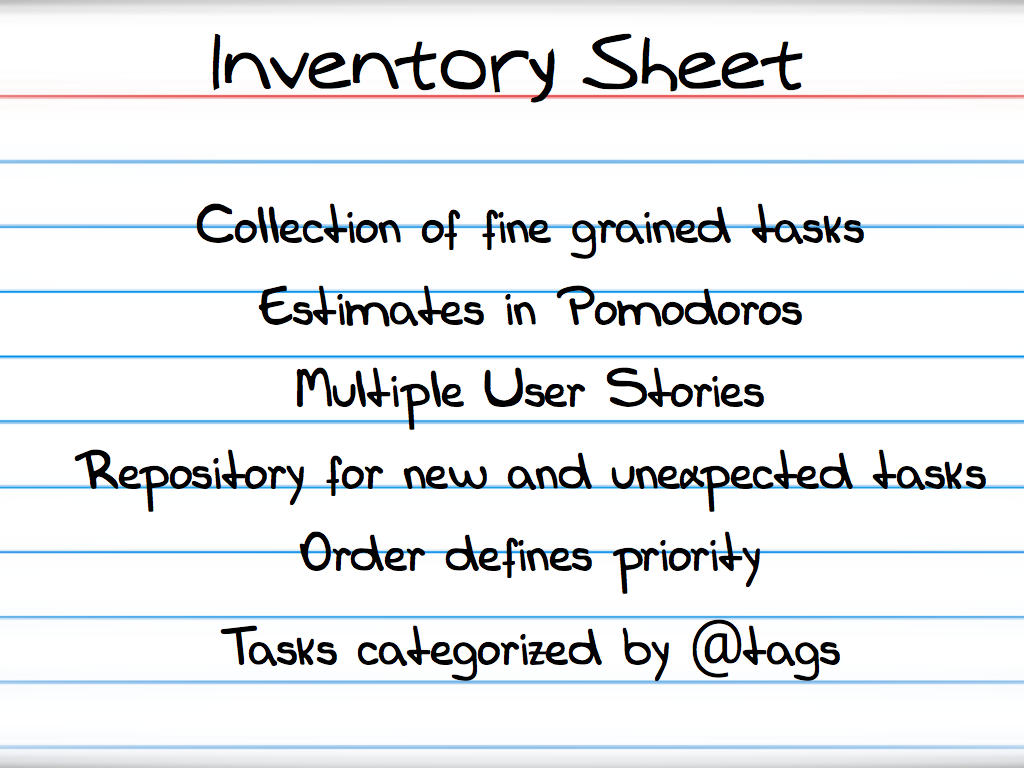 Inventory Sheet
Collection of fine grained tasks
Estimates in Pomodoros
Multiple User Stories
Repository for new and unexpected tasks
Order defines priority
Tasks categorized by @tags